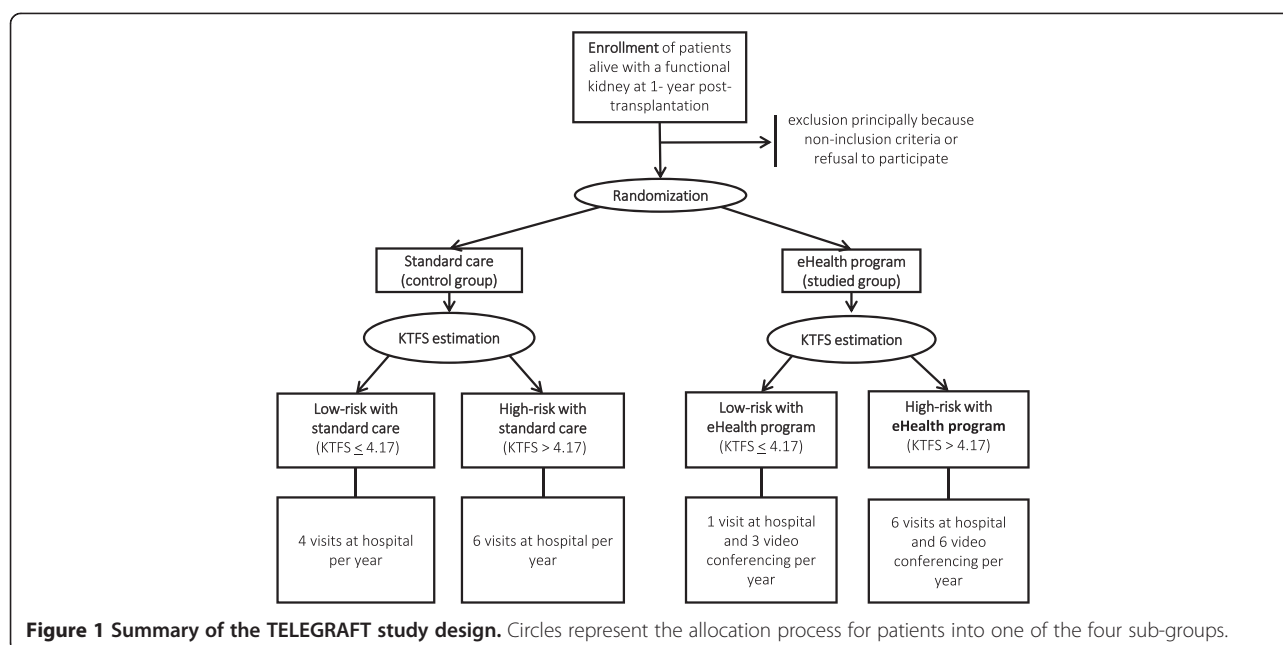 Enrollment of patients
alive with a functional
kidney at 1- year post-
transplantation
exclusion principally because
non-inclusion criteria or
refusal to participate
Randomization
Standard care
(control group)
eHealth program
(studied group)
KTFS estimation
KTFS estimation
Low-risk with
standard care
(KTFS ≤ 4.17)
High-risk with
standard care
(KTFS > 4.17)
Low-risk with
eHealth program
(KTFS ≤ 4.17)
High-risk with
eHealth program
(KTFS > 4.17)
4 visits at hospital
per year
6 visits at hospital per
year
1 visit at hospital
and 3 video
conferencing per
year
6 visits at hospital
and 6 video
conferencing per
year
Figure 1 Summary of the TELEGRAFT study design. Circles represent the allocation process for patients into one of the four sub-groups.